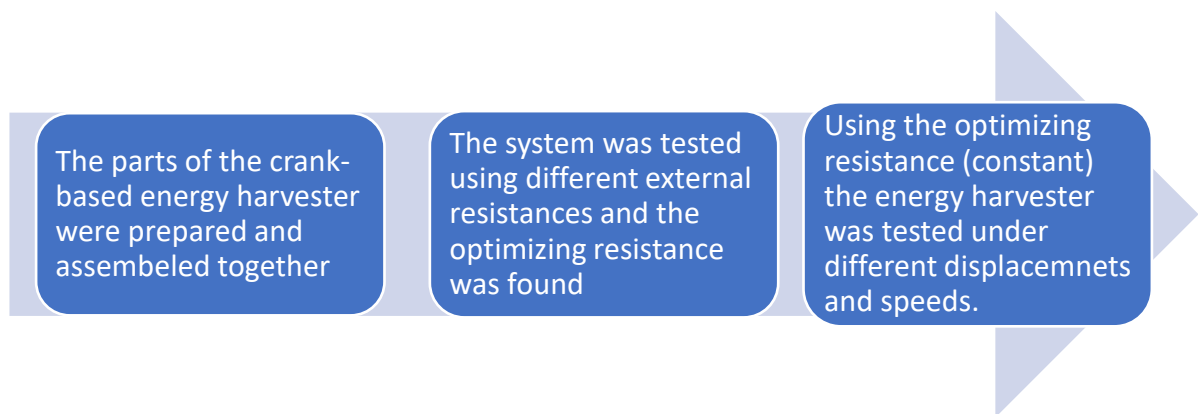 The parts of the crank-
based energy harvester
were prepared and
assembeled together
The system was tested
using different external
resistances and the
optimizing resistance
was found
Using the optimizing
resistance (constant)
the energy harvester
was tested under
different displacemnets
and speeds.